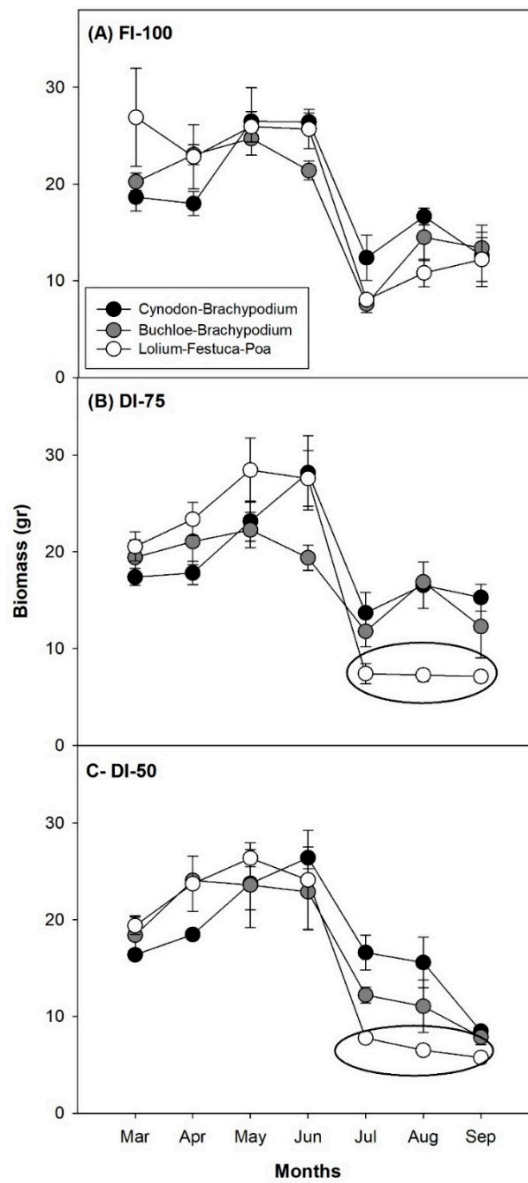 (A) FI-100
30
20
10
0
Cynodon-Brachypodium
Buchloe-Brachypodium
Lolium-Festuca-Poa
(B) DI-75
30
20
10
0
Biomass (gr)
C- DI-50
30
20
10
0
Mar Apr May Jun Jul Aug Sep
Months